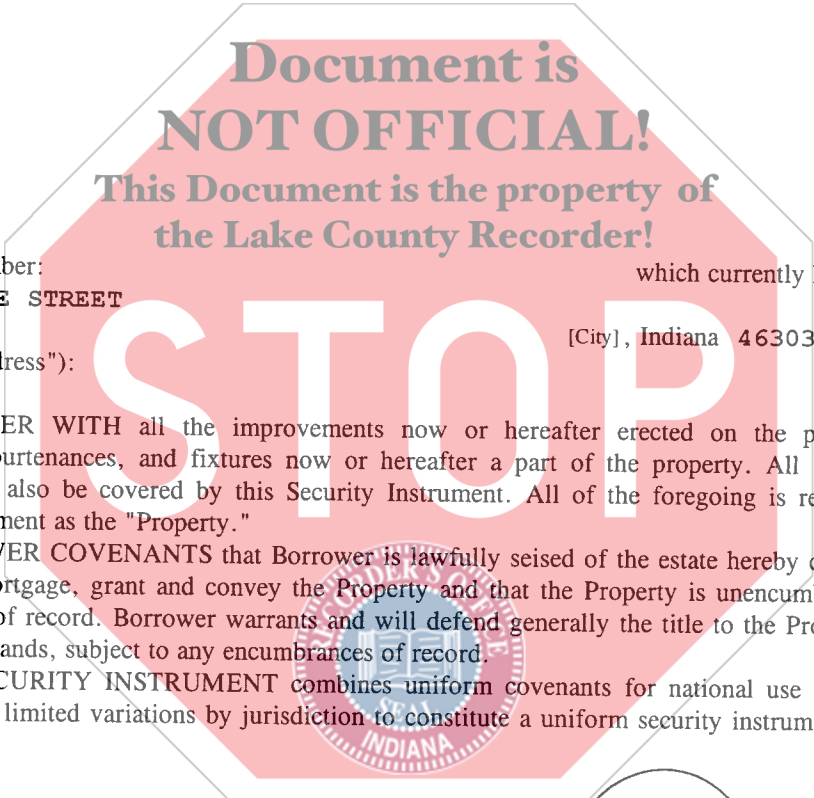 Document is
NOT OFFICIAL!
This Document is the property of
the Lake County Recorder!
ber: which currently
E STREET
[City], Indiana 46303
dress"):
STOP
ER WITH all the improvements now or hereafter erected on the p
urtenances, and fixtures now or hereafter a part of the property. All
also be covered by this Security Instrument. All of the foregoing is re
ment as the "Property."
VER COVENANTS that Borrower is lawfully seised of the estate hereby
rtgage, grant and convey the Property and that the Property is unencum
of record. Borrower warrants and will defend generally the title to the Pro
ands, subject to any encumbrances of record.
CURITY INSTRUMENT combines uniform covenants for national use
limited variations by jurisdiction to constitute a uniform security instrum
RECORDER'S OFFICE
SEAL
INDIANA